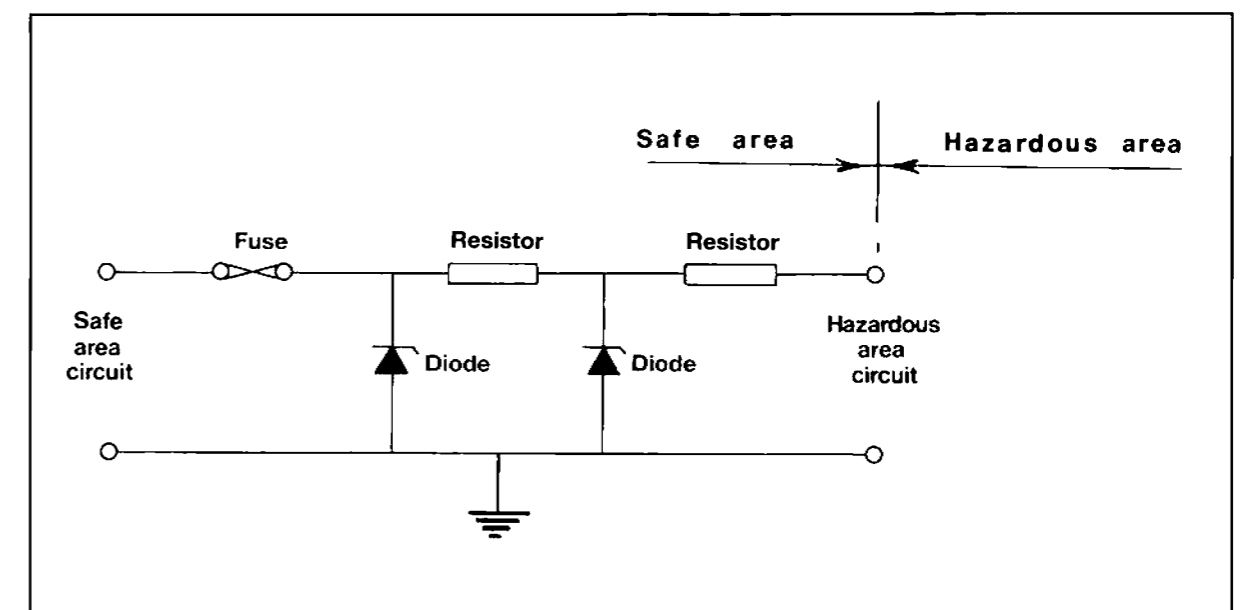 Safe area
Hazardous area
Fuse
Resistor
Resistor
Safe
area
circuit
Diode
Diode
Hazardous
area
circuit